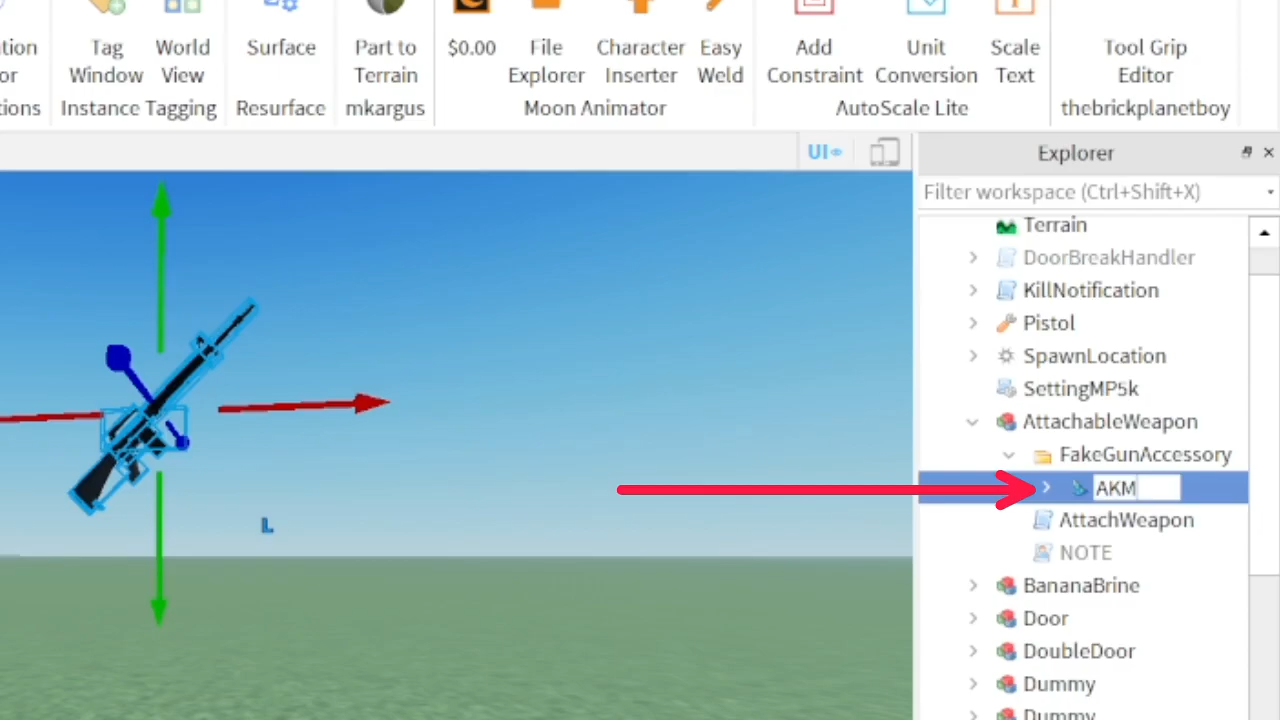 tion
or
tions
Tag
Window
World
View
Instance Tagging
Surface
Resurface
Part to
Terrain
mkargus
$0.00
File
Explorer
Character
Inserter
Easy
Weld
Moon Animator
Add
Constraint
Unit
Conversion
Scale
Text
AutoScale Lite
Tool Grip
Editor
thebrickplanetboy
UI
Explorer
Filter workspace (Ctrl+Shift+X)
Terrain
DoorBreakHandler
KillNotification
Pistol
SpawnLocation
SettingMP5k
AttachableWeapon
FakeGunAccessory
AKM
AttachWeapon
NOTE
BananaBrine
Door
DoubleDoor
Dummy
Dummy
L